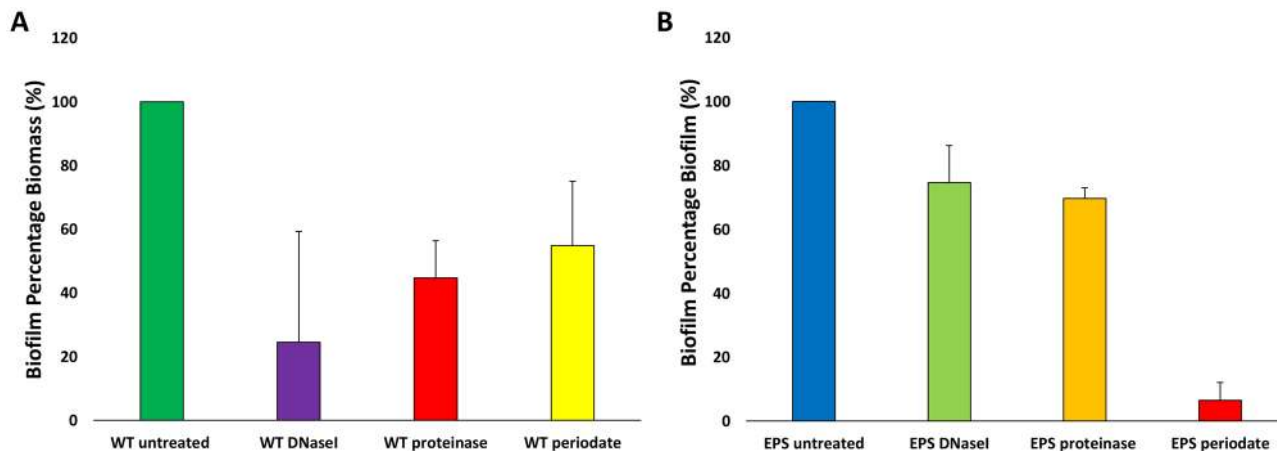 A
Biofilm Percentage Biomass (%)
120
100
80
60
40
20
0
WT untreated WT DNaseI WT proteinase WT periodate
B
Biofilm Percentage Biofilm (%)
120
100
80
60
40
20
0
EPS untreated EPS DNaseI EPS proteinase EPS periodate